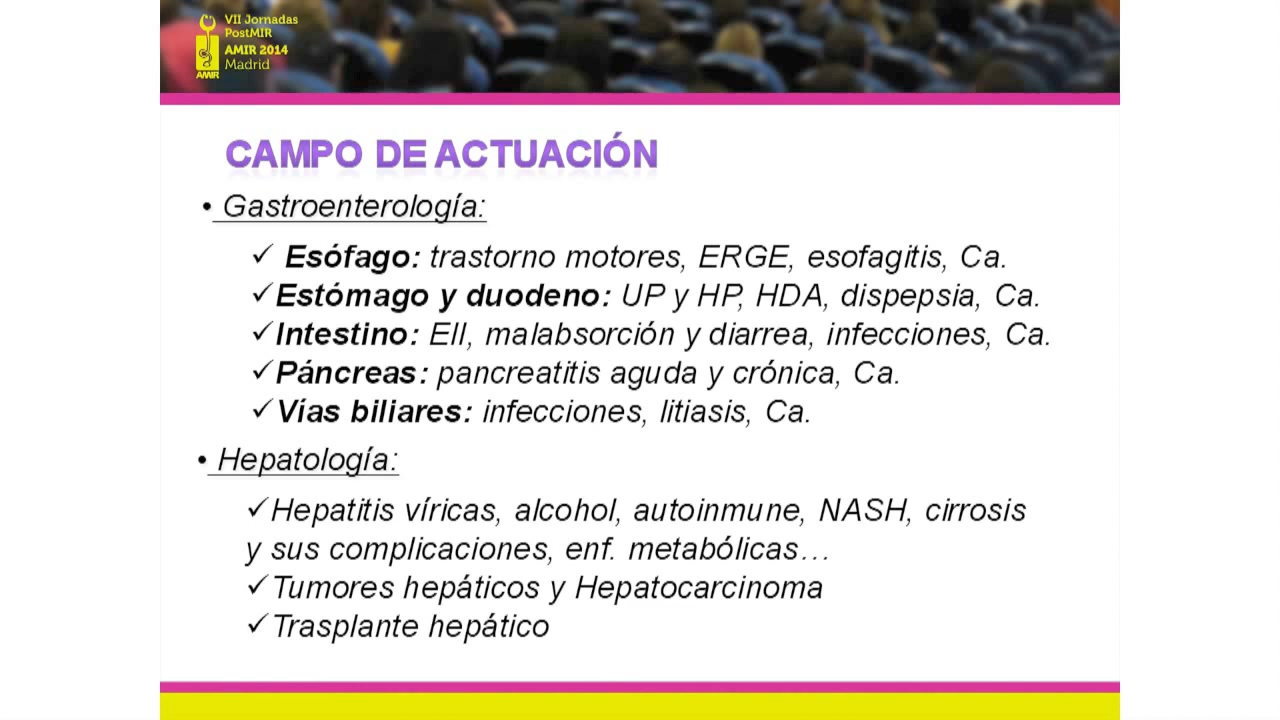 VII Jornadas
PostMIR
AMIR 2014
Madrid
AMIR
CAMPO DE ACTUACIÓN
• Gastroenterología:
✓ Esófago: trastorno motores, ERGE, esofagitis, Ca.
✓Estómago y duodeno: UP y HP, HDA, dispepsia, Ca.
✓Intestino: EII, malabsorción y diarrea, infecciones, Ca.
✓Páncreas: pancreatitis aguda y crónica, Ca.
✓Vías biliares: infecciones, litiasis, Ca.
• Hepatología:
✓Hepatitis víricas, alcohol, autoinmune, NASH, cirrosis
y sus complicaciones, enf. metabólicas…
✓Tumores hepáticos y Hepatocarcinoma
✓Trasplante hepático